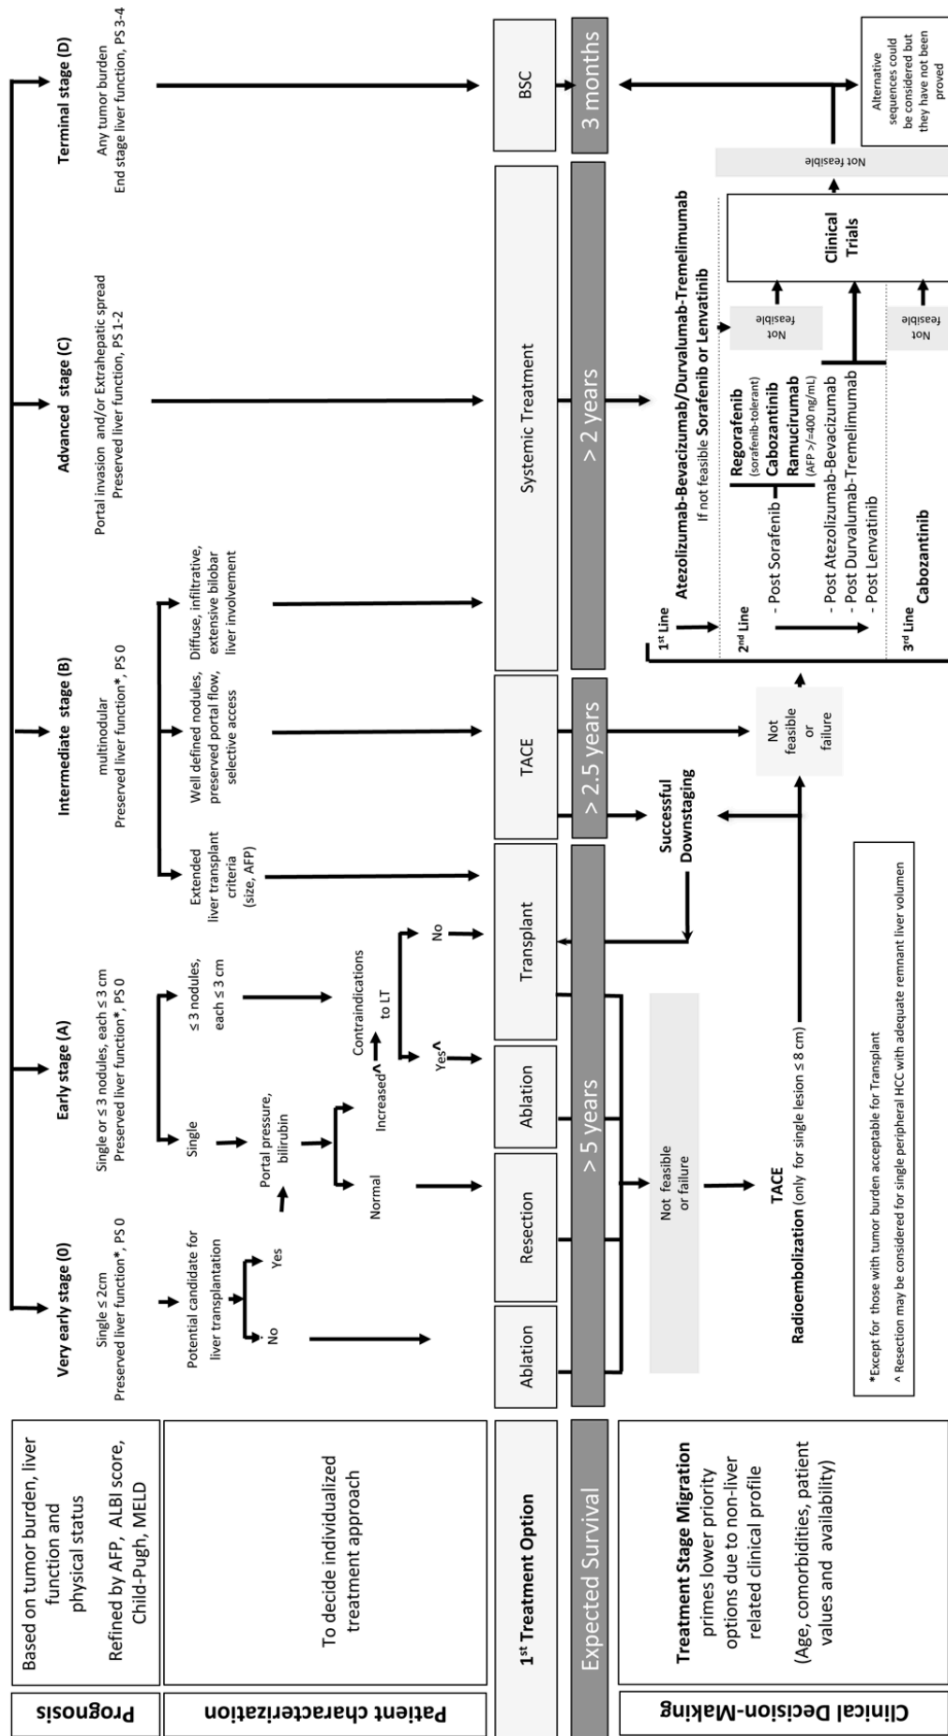 Prognosis
Based on tumor burden, liver
function and
physical status
Refined by AFP, ALBI score,
Child-Pugh, MELD
Very early stage (0)
Single ≤ 2cm
Preserved liver function*, PS 0
Early stage (A)
Single or ≤ 3 nodules, each ≤ 3 cm
Preserved liver function*, PS 0
Intermediate stage (B)
multinodular
Preserved liver function*, PS 0
Advanced stage (C)
Portal invasion and/or Extrahepatic spread
Preserved liver function, PS 1-2
Terminal stage (D)
Any tumor burden
End stage liver function, PS 3-4
Patient characterization
To decide individualized
treatment approach
Potential candidate for
liver transplantation
No
Yes
Single
≤ 3 nodules,
each ≤ 3 cm
Portal pressure,
bilirubin
Normal
Increased^
Contraindications
to LT
Yes^
No
Extended
liver transplant
criteria
(size, AFP)
Well defined nodules,
preserved portal flow,
selective access
Diffuse, infiltrative,
extensive bilobar
liver involvement
1st Treatment Option
Ablation
Resection
Ablation
Transplant
TACE
Systemic Treatment
BSC
Expected Survival
> 5 years
> 2.5 years
> 2 years
3 months
Clinical Decision-Making
Treatment Stage Migration
primes lower priority
options due to non-liver
related clinical profile
(Age, comorbidities, patient
values and availability)
Not feasible
or failure
TACE
Radioembolization (only for single lesion ≤ 8 cm)
Successful
Downstaging
Not
feasible
or
failure
1st Line
Atezolizumab-Bevacizumab/Durvalumab-Tremelimumab
If not feasible Sorafenib or Lenvatinib
2nd Line
- Post Sorafenib
Regorafenib
(sorafenib-tolerant)
Cabozantinib
Ramucirumab
(AFP >/=400 ng/mL)
- Post Atezolizumab-Bevacizumab
- Post Durvalumab-Tremelimumab
- Post Lenvatinib
3rd Line
Cabozantinib
Not
feasible
Not
feasible
Clinical
Trials
Not feasible
Alternative
sequences could
be considered but
they have not been
proved
*Except for those with tumor burden acceptable for Transplant
^ Resection may be considered for single peripheral HCC with adequate remnant liver volumen